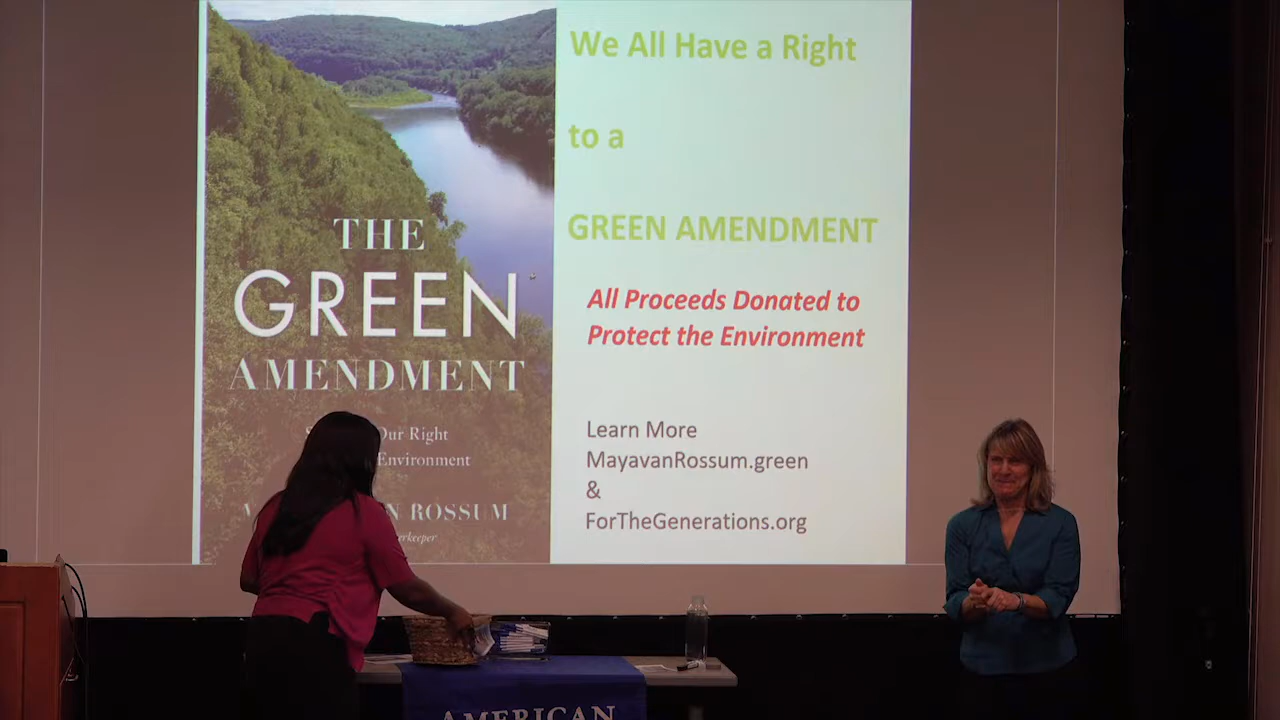 THE
GREEN
AMENDMENT
Our Right
Environment
ROSSUM
We All Have a Right
to a
GREEN AMENDMENT
All Proceeds Donated to
Protect the Environment
Learn More
MayavanRossum.green
&
ForTheGenerations.org
AMERICAN